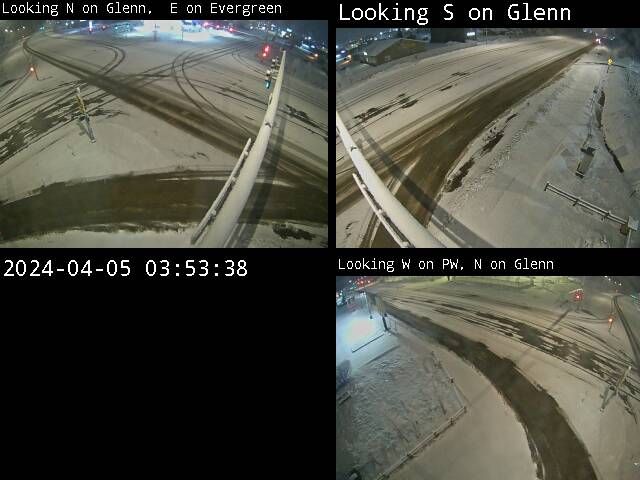 Looking N on Glenn, E on Evergreen
Looking S on Glenn
2024-04-05 03:53:38
Looking W on PW, N on Glenn